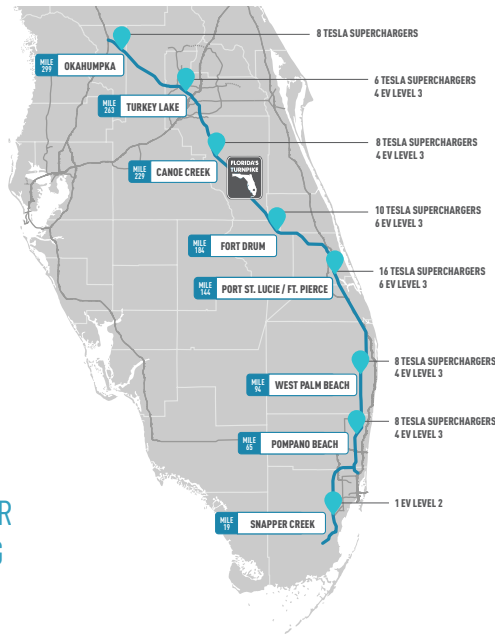 8 TESLA SUPERCHARGERS
MILE
299
OKAHUMPKA
6 TESLA SUPERCHARGERS
4 EV LEVEL 3
MILE
263
TURKEY LAKE
8 TESLA SUPERCHARGERS
4 EV LEVEL 3
MILE
229
CANOE CREEK
FLORIDA'S
TURNPIKE
10 TESLA SUPERCHARGERS
6 EV LEVEL 3
MILE
184
FORT DRUM
16 TESLA SUPERCHARGERS
6 EV LEVEL 3
MILE
144
PORT ST. LUCIE / FT. PIERCE
8 TESLA SUPERCHARGERS
4 EV LEVEL 3
MILE
94
WEST PALM BEACH
8 TESLA SUPERCHARGERS
4 EV LEVEL 3
MILE
65
POMPANO BEACH
1 EV LEVEL 2
MILE
19
SNAPPER CREEK
R
G